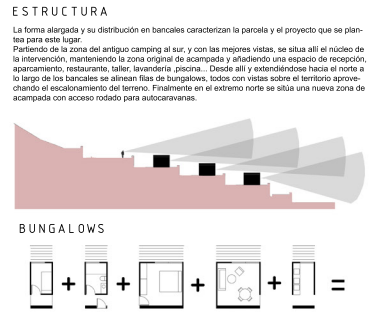 ESTRUCTURA
La forma alargada y su distribución en bancales caracterizan la parcela y el proyecto que se plan-
tea para este lugar.
Partiendo de la zona del antiguo camping al sur, y con las mejores vistas, se situa allí el núcleo de
la intervención, manteniendo la zona original de acampada y añadiendo una espacio de recepción,
aparcamiento, restaurante, taller, lavandería ,piscina... Desde allí y extendiéndose hacia el norte a
lo largo de los bancales se alinean filas de bungalows, todos con vistas sobre el territorio aprove-
chando el escalonamiento del terreno. Finalmente en el extremo norte se sitúa una nueva zona de
acampada con acceso rodado para autocaravanas.
BUNGALOWS
+ + + + =